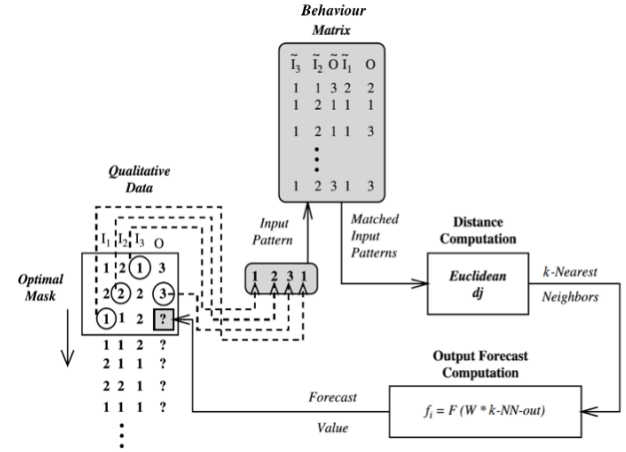 Behaviour
Matrix
Ĩ₃ Ĩ₂ Õ Ĩ₁ O
1 1 3 2 2
1 2 1 1 1
1 2 1 1 3
1 2 3 1 3
Qualitative
Data
I₁ I₂ I₃ O
1 2 1 3
2 2 2 3
1 1 2 ?
1 1 2 ?
2 1 1 ?
2 2 1 ?
1 1 1 ?
Optimal
Mask
Input
Pattern
1 2 3 1
Matched
Input
Patterns
Distance
Computation
Euclidean
dj
k-Nearest
Neighbors
Output Forecast
Computation
fᵢ = F (W * k-NN-out)
Forecast
Value